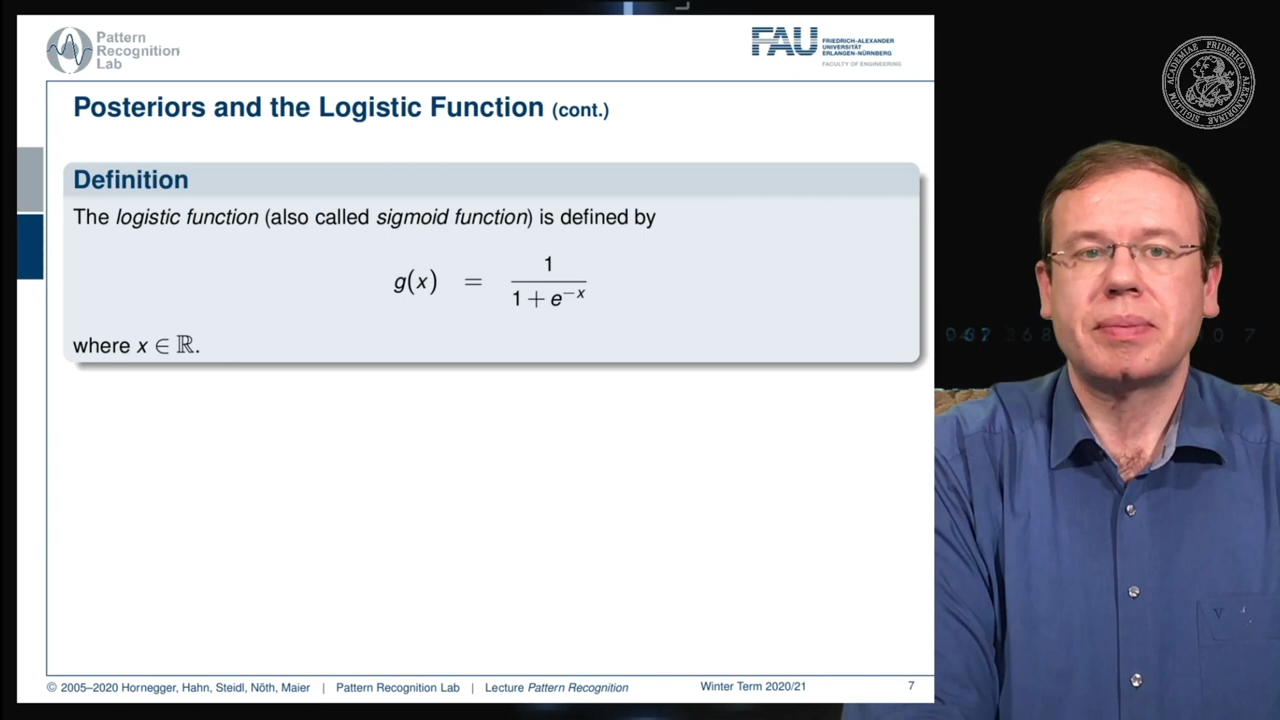 Pattern
Recognition
Lab
FAU
FRIEDRICH-ALEXANDER
UNIVERSITÄT
ERLANGEN-NÜRNBERG
FACULTY OF ENGINEERING
Posteriors and the Logistic Function (cont.)
Definition
The logistic function (also called sigmoid function) is defined by
g(x) = 1 / (1 + e^{-x})
where x ∈ ℝ.
© 2005–2020 Hornegger, Hahn, Steidl, Nöth, Maier | Pattern Recognition Lab | Lecture Pattern Recognition Winter Term 2020/21 7